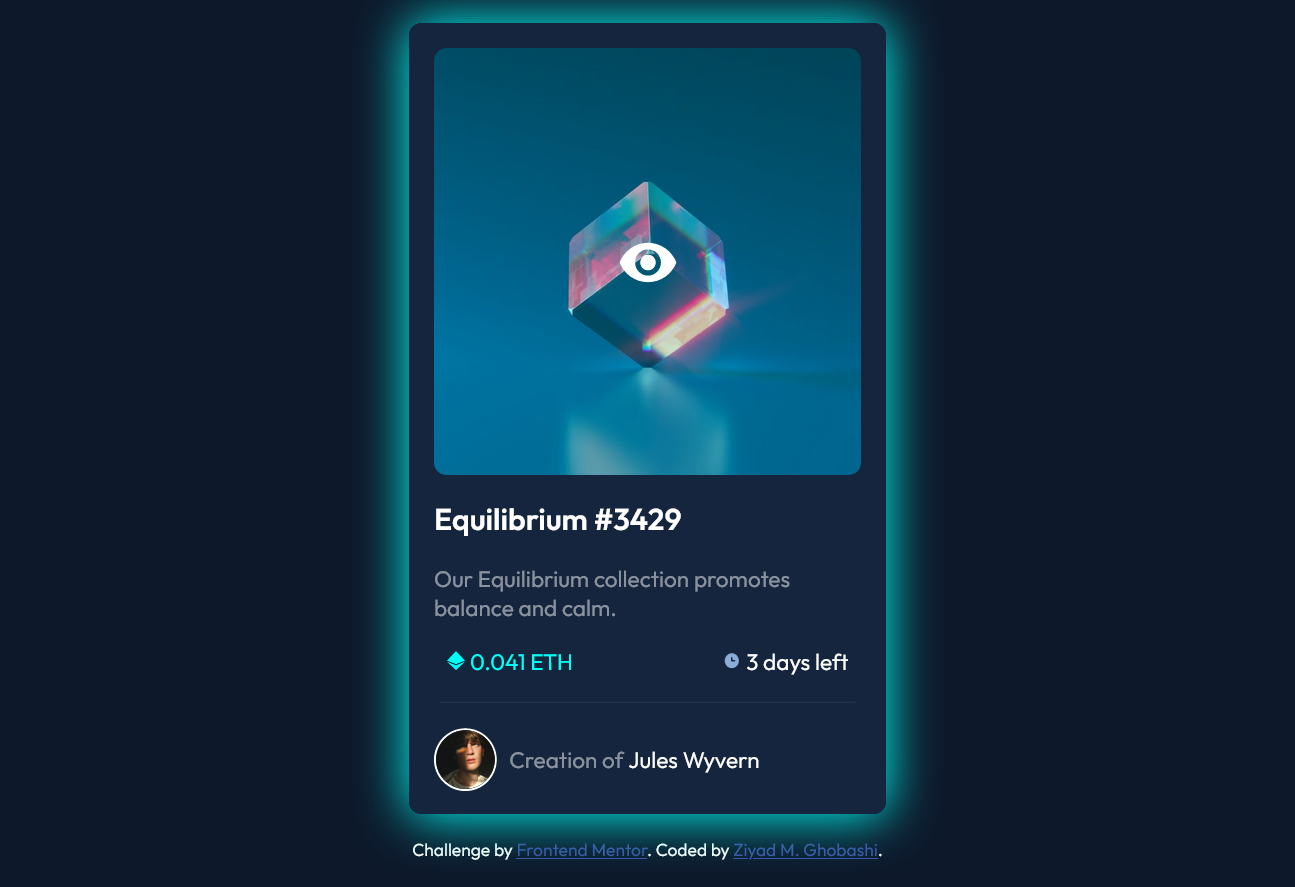 Equilibrium #3429
Our Equilibrium collection promotes
balance and calm.
0.041 ETH
3 days left
Creation of Jules Wyvern
Challenge by Frontend Mentor. Coded by Ziyad M. Ghobashi.